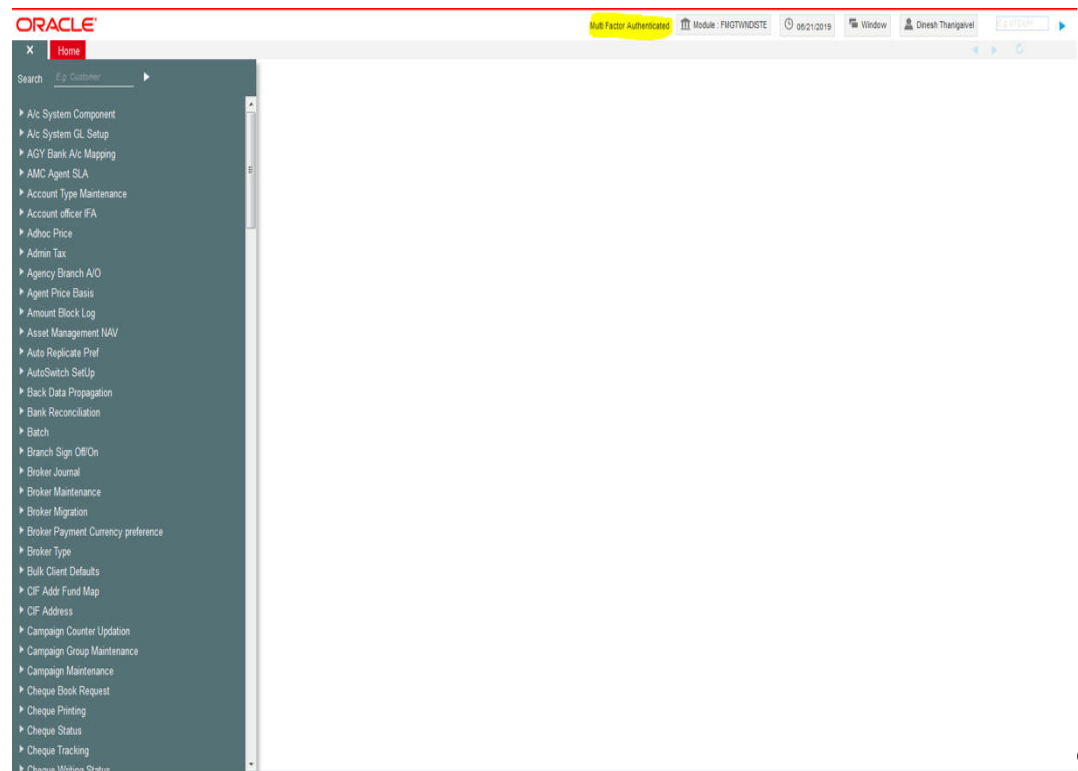 ORACLE
Multi Factor Authenticated Module : FMGTWNDISTE 06/21/2019 Window Dinesh Thanigaivel
X Home
Search E.g. Customer
A/c System Component
A/c System GL Setup
AGY Bank A/c Mapping
AMC Agent SLA
Account Type Maintenance
Account officer IFA
Adhoc Price
Admin Tax
Agency Branch A/O
Agent Price Basis
Amount Block Log
Asset Management NAV
Auto Replicate Pref
AutoSwitch SetUp
Back Data Propagation
Bank Reconciliation
Batch
Branch Sign Off/On
Broker Journal
Broker Maintenance
Broker Migration
Broker Payment Currency preference
Broker Type
Bulk Client Defaults
CIF Addr Fund Map
CIF Address
Campaign Counter Updation
Campaign Group Maintenance
Campaign Maintenance
Cheque Book Request
Cheque Printing
Cheque Status
Cheque Tracking
Cheque Writing Status